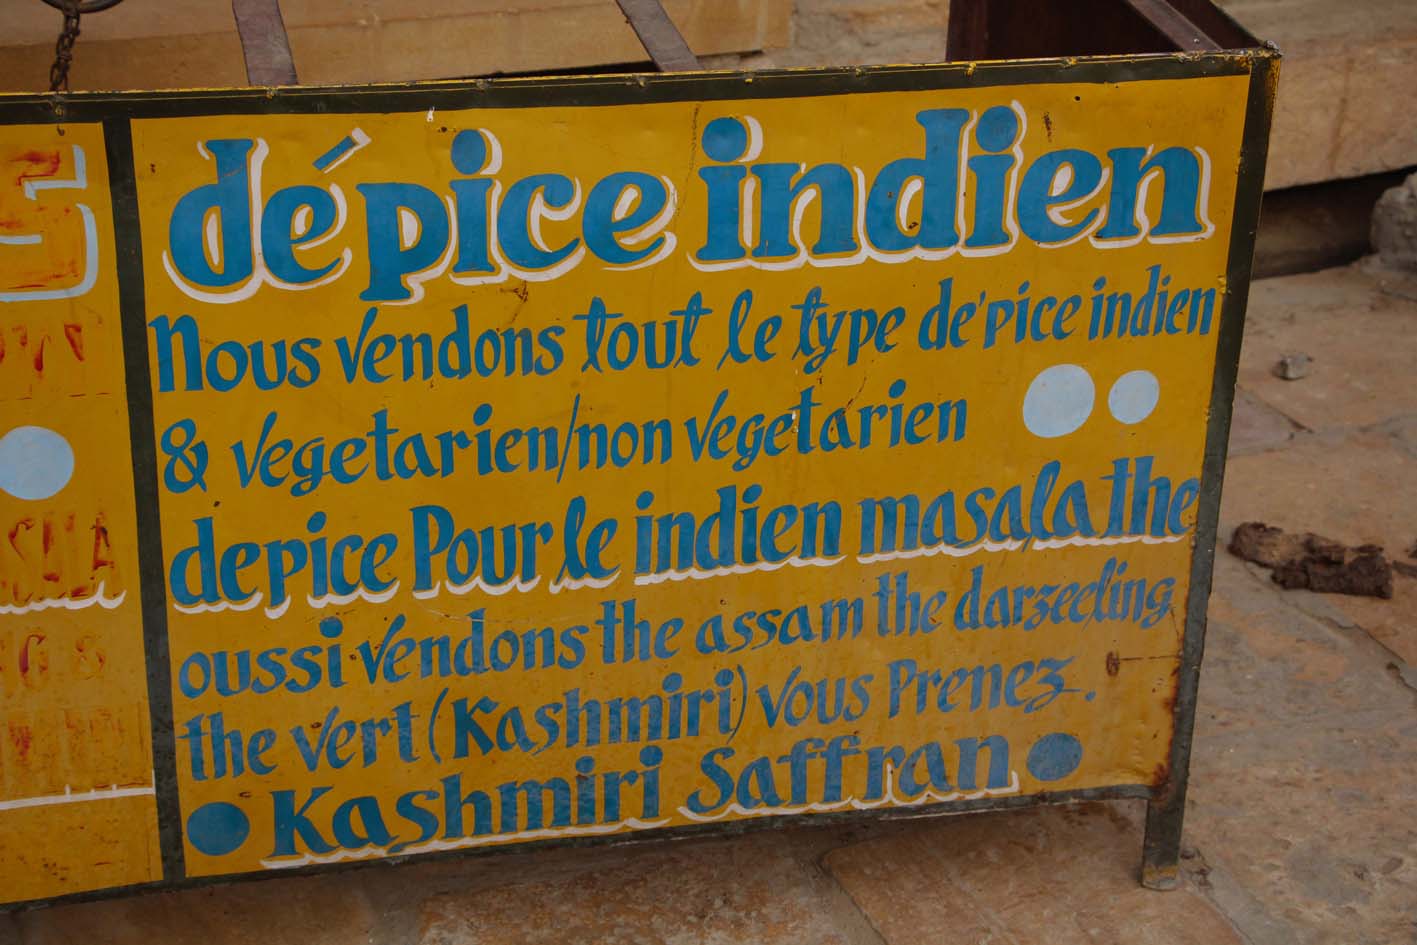 dépice indien
Nous vendons tout le type de'pice indien
& vegetarien/non vegetarien
depice Pour le indien masala the
oussi vendons the assam the darzeeling
the vert (Kashmiri) vous Prenez.
Kashmiri Saffran